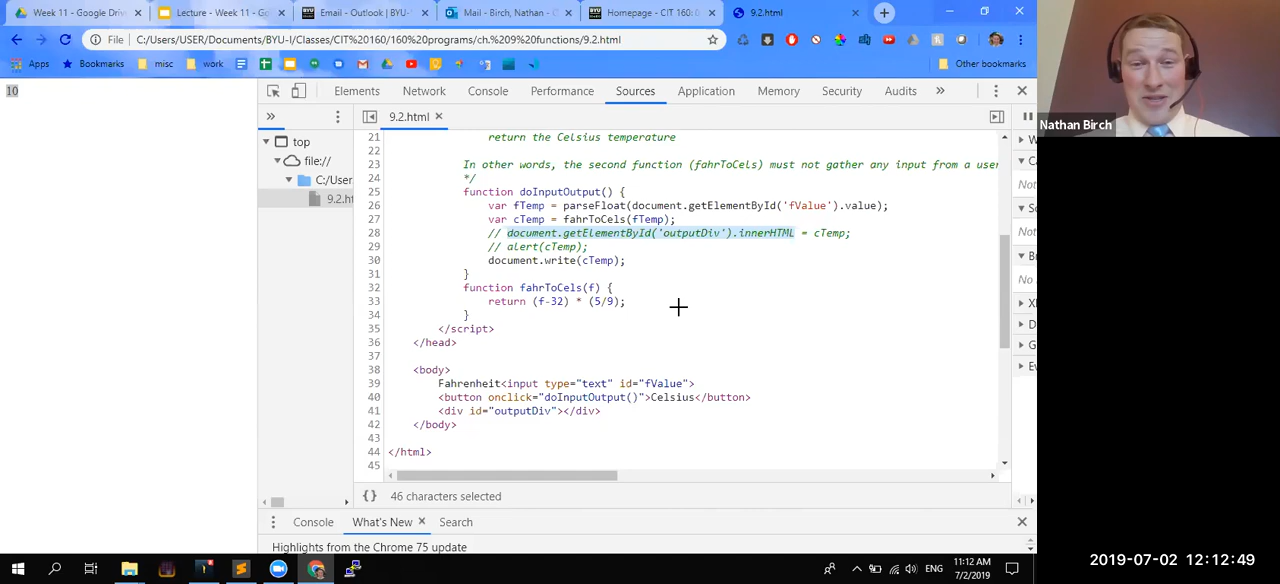 Week 11 - Google Driv
Lecture - Week 11 - Go
Email - Outlook | BYU-
Mail - Birch, Nathan - O
Homepage - CIT 160:
9.2.html
File
C:/Users/USER/Documents/BYU-I/Classes/CIT%20160/160%20programs/ch.%209%20functions/9.2.html
Apps
Bookmarks
misc
work
Other bookmarks
10
Elements
Network
Console
Performance
Sources
Application
Memory
Security
Audits
9.2.html
top
file://
C:/User
9.2.ht
21 return the Celsius temperature
22
23 In other words, the second function (fahrToCels) must not gather any input from a use
24 */
25 function doInputOutput() {
26 var fTemp = parseFloat(document.getElementById('fValue').value);
27 var cTemp = fahrToCels(fTemp);
28 // document.getElementById('outputDiv').innerHTML = cTemp;
29 // alert(cTemp);
30 document.write(cTemp);
31 }
32 function fahrToCels(f) {
33 return (f-32) * (5/9);
34 }
35 </script>
36 </head>
37
38 <body>
39 Fahrenheit<input type="text" id="fValue">
40 <button onclick="doInputOutput()">Celsius</button>
41 <div id="outputDiv"></div>
42 </body>
43
44 </html>
45
{} 46 characters selected
Console
What's New
Search
Highlights from the Chrome 75 update
Nathan Birch
ENG
11:12 AM
7/2/2019
2019-07-02 12:12:49